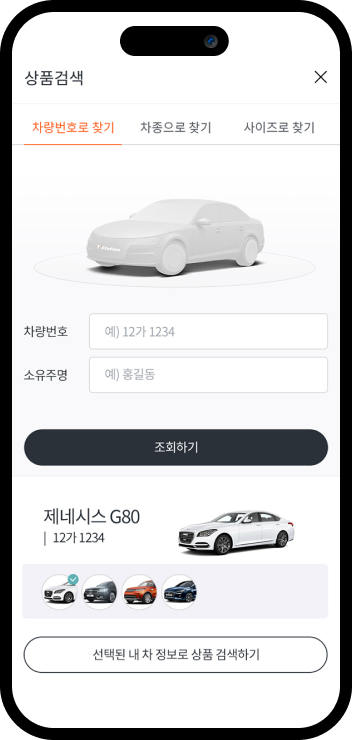 상품검색
차량번호로 찾기
차종으로 찾기
사이즈로 찾기
T Station
차량번호
예) 12가 1234
소유주명
예) 홍길동
조회하기
제네시스 G80
| 12가 1234
선택된 내 차 정보로 상품 검색하기